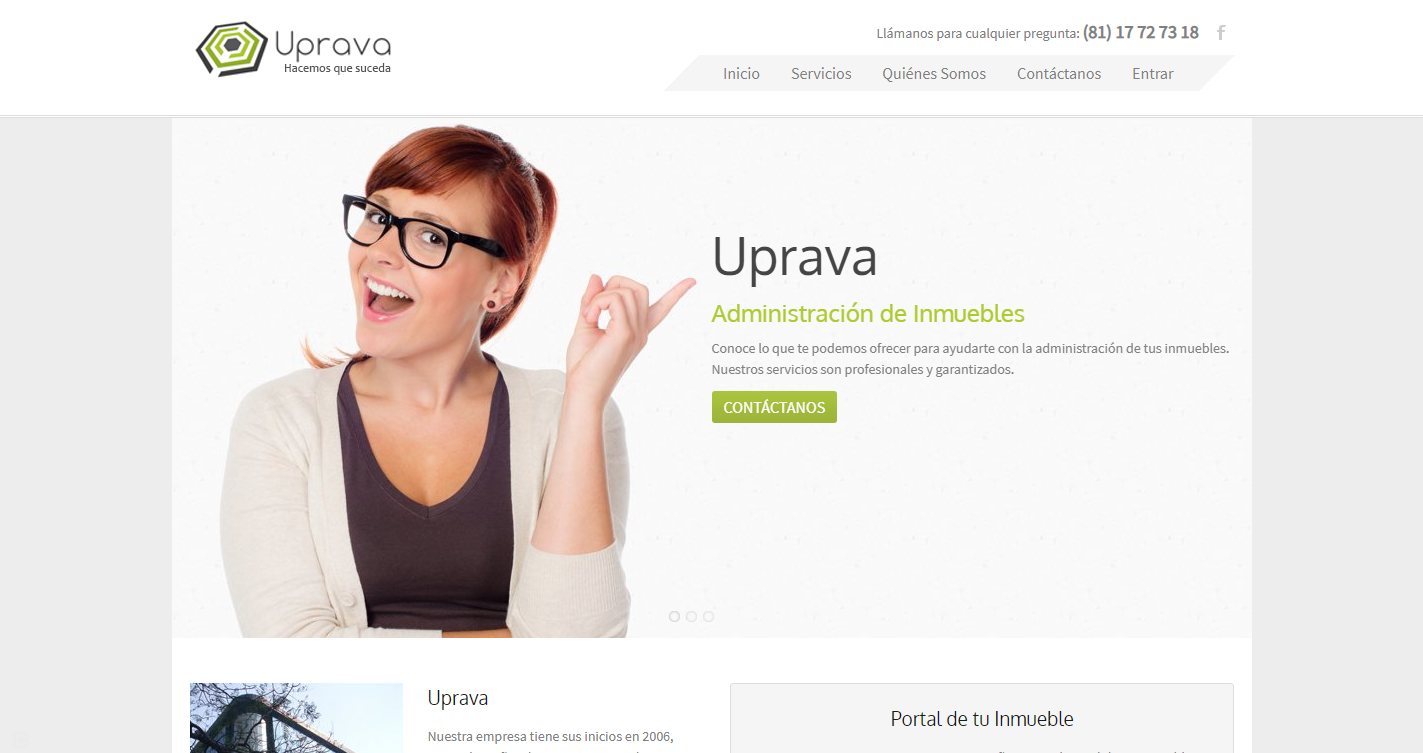 Uprava
Hacemos que suceda
Llámanos para cualquier pregunta: (81) 17 72 73 18
Inicio Servicios Quiénes Somos Contáctanos Entrar
Uprava
Administración de Inmuebles
Conoce lo que te podemos ofrecer para ayudarte con la administración de tus inmuebles.
Nuestros servicios son profesionales y garantizados.
CONTÁCTANOS
Uprava
Nuestra empresa tiene sus inicios en 2006,
Portal de tu Inmueble